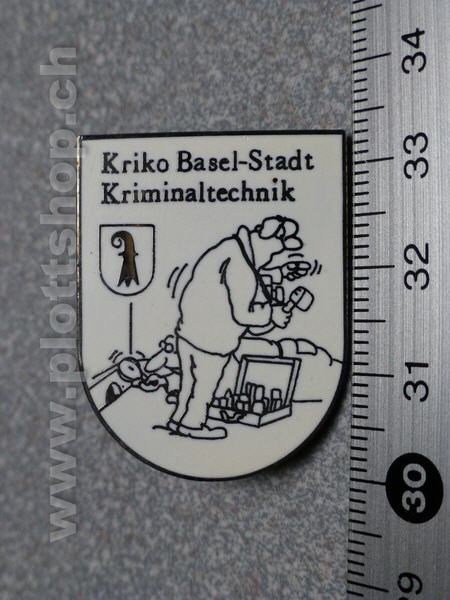 Kriko Basel-Stadt
Kriminaltechnik
www.plottshop.ch
34
33
32
31
30
29